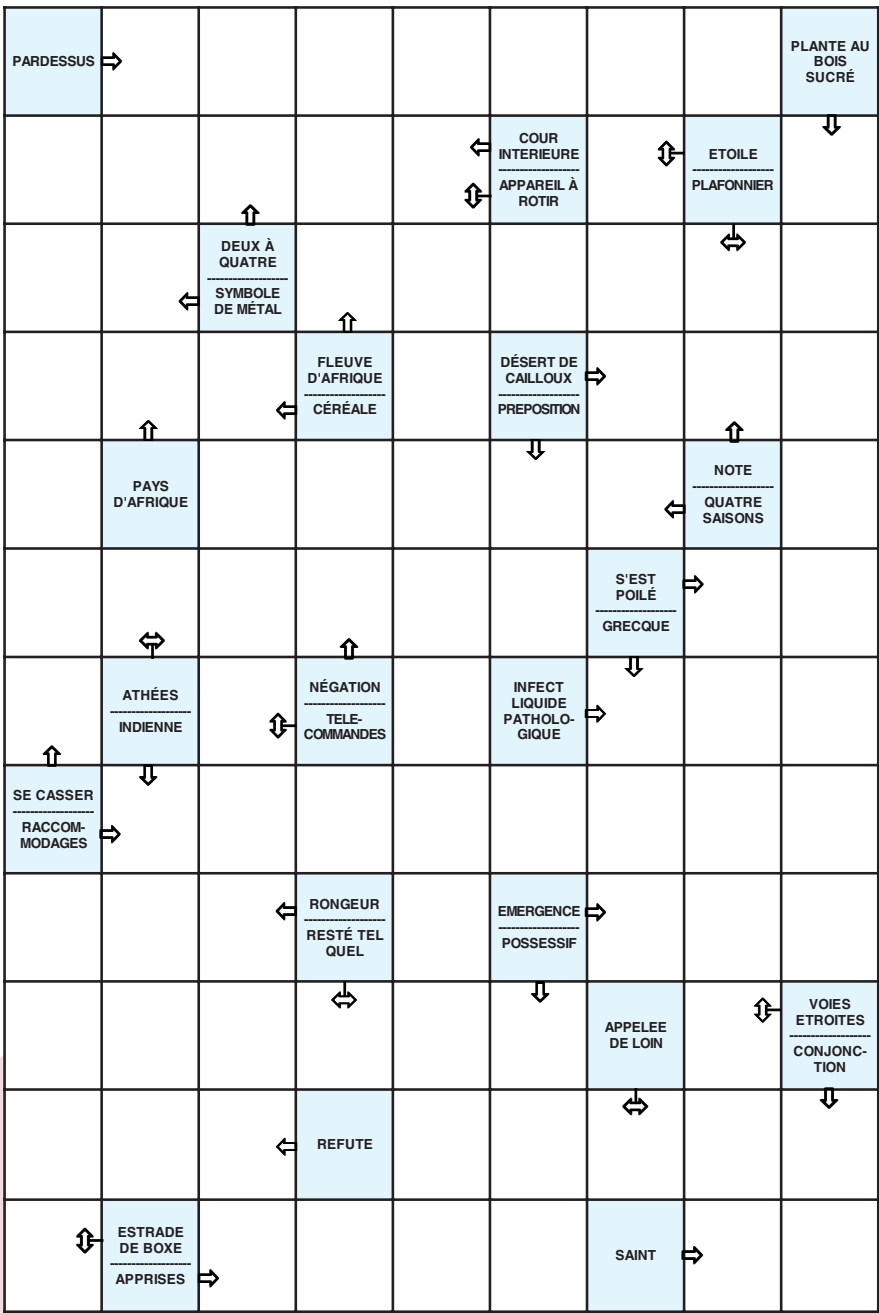 PARDESSUS
PLANTE AU
BOIS
SUCRÉ
COUR
INTERIEURE
APPAREIL À
ROTIR
ETOILE
PLAFONNIER
DEUX À
QUATRE
SYMBOLE
DE MÉTAL
FLEUVE
D'AFRIQUE
CÉRÉALE
DÉSERT DE
CAILLOUX
PREPOSITION
PAYS
D'AFRIQUE
NOTE
QUATRE
SAISONS
S'EST
POILÉ
GRECQUE
ATHÉES
INDIENNE
NÉGATION
TELE-
COMMANDES
INFECT
LIQUIDE
PATHOLO-
GIQUE
SE CASSER
RACCOM-
MODAGES
RONGEUR
RESTÉ TEL
QUEL
EMERGENCE
POSSESSIF
APPELEE
DE LOIN
VOIES
ETROITES
CONJONC-
TION
REFUTE
ESTRADE
DE BOXE
APPRISES
SAINT